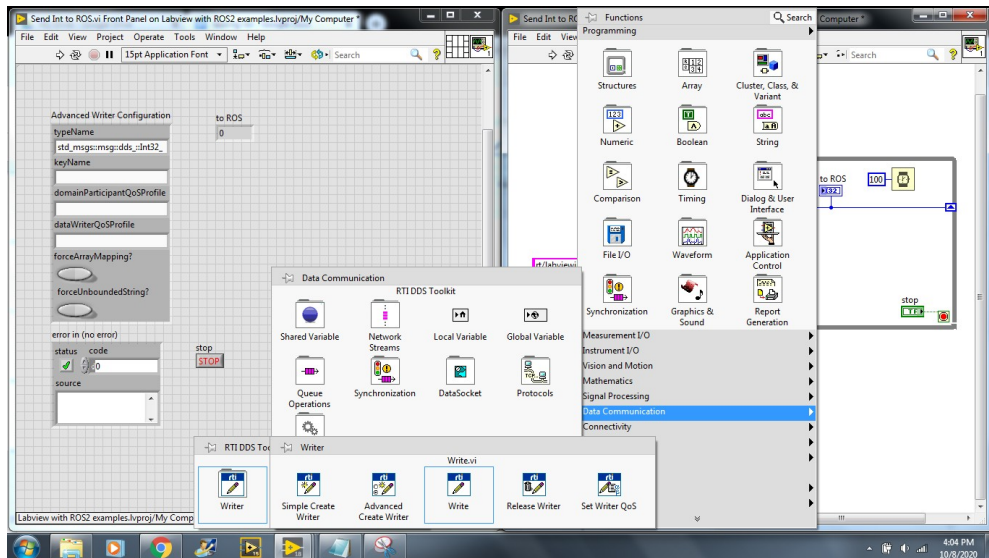 Send Int to ROS.vi Front Panel on Labview with ROS2 examples.lvproj/My Computer *
File Edit View Project Operate Tools Window Help
15pt Application Font
Search
Advanced Writer Configuration
to ROS
typeName
0
std_msgs::msg::dds_::Int32_
keyName
domainParticipantQoSProfile
dataWriterQoSProfile
forceArrayMapping?
forceUnboundedString?
error in (no error)
status code
0
source
stop
STOP
Labview with ROS2 examples.lvproj/My Comp
Send Int to RO
Computer *
File Edit View
Search
to ROS
I32
100
rt/labview
stop
TF
Functions
Search
Programming
Structures
Array
Cluster, Class, &
Variant
Numeric
Boolean
String
Comparison
Timing
Dialog & User
Interface
File I/O
Waveform
Application
Control
Synchronization
Graphics &
Sound
Report
Generation
Measurement I/O
Instrument I/O
Vision and Motion
Mathematics
Signal Processing
Data Communication
Connectivity
Data Communication
RTI DDS Toolkit
Shared Variable
Network
Streams
Local Variable
Global Variable
Queue
Operations
Synchronization
DataSocket
Protocols
RTI DDS Too
Writer
rti
Writer
Write.vi
rti
rti
rti
rti
rti
Simple Create
Writer
Advanced
Create Writer
Write
Release Writer
Set Writer QoS
4:04 PM
10/8/2020